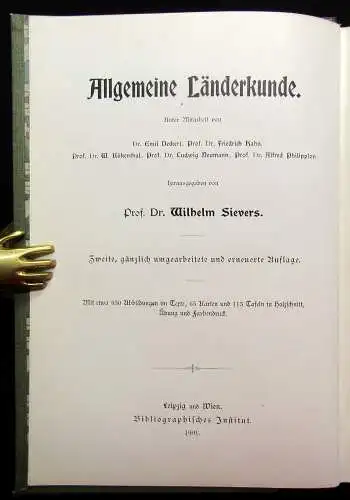 Allgemeine Länderkunde.
Unter Mitarbeit von
Dr. Emil Deckert, Prof. Dr. Friedrich Hahn,
Prof. Dr. W. Kükenthal, Prof. Dr. Ludwig Neumann, Prof. Dr. Alfred Philippson
herausgegeben von
Prof. Dr. Wilhelm Sievers.
Zweite, gänzlich umgearbeitete und erneuerte Auflage.
Mit etwa 850 Abbildungen im Texte, 65 Karten und 115 Tafeln in Holzschnitt,
Ätzung und Farbendruck.
Leipzig und Wien.
Bibliographisches Institut.
1901.